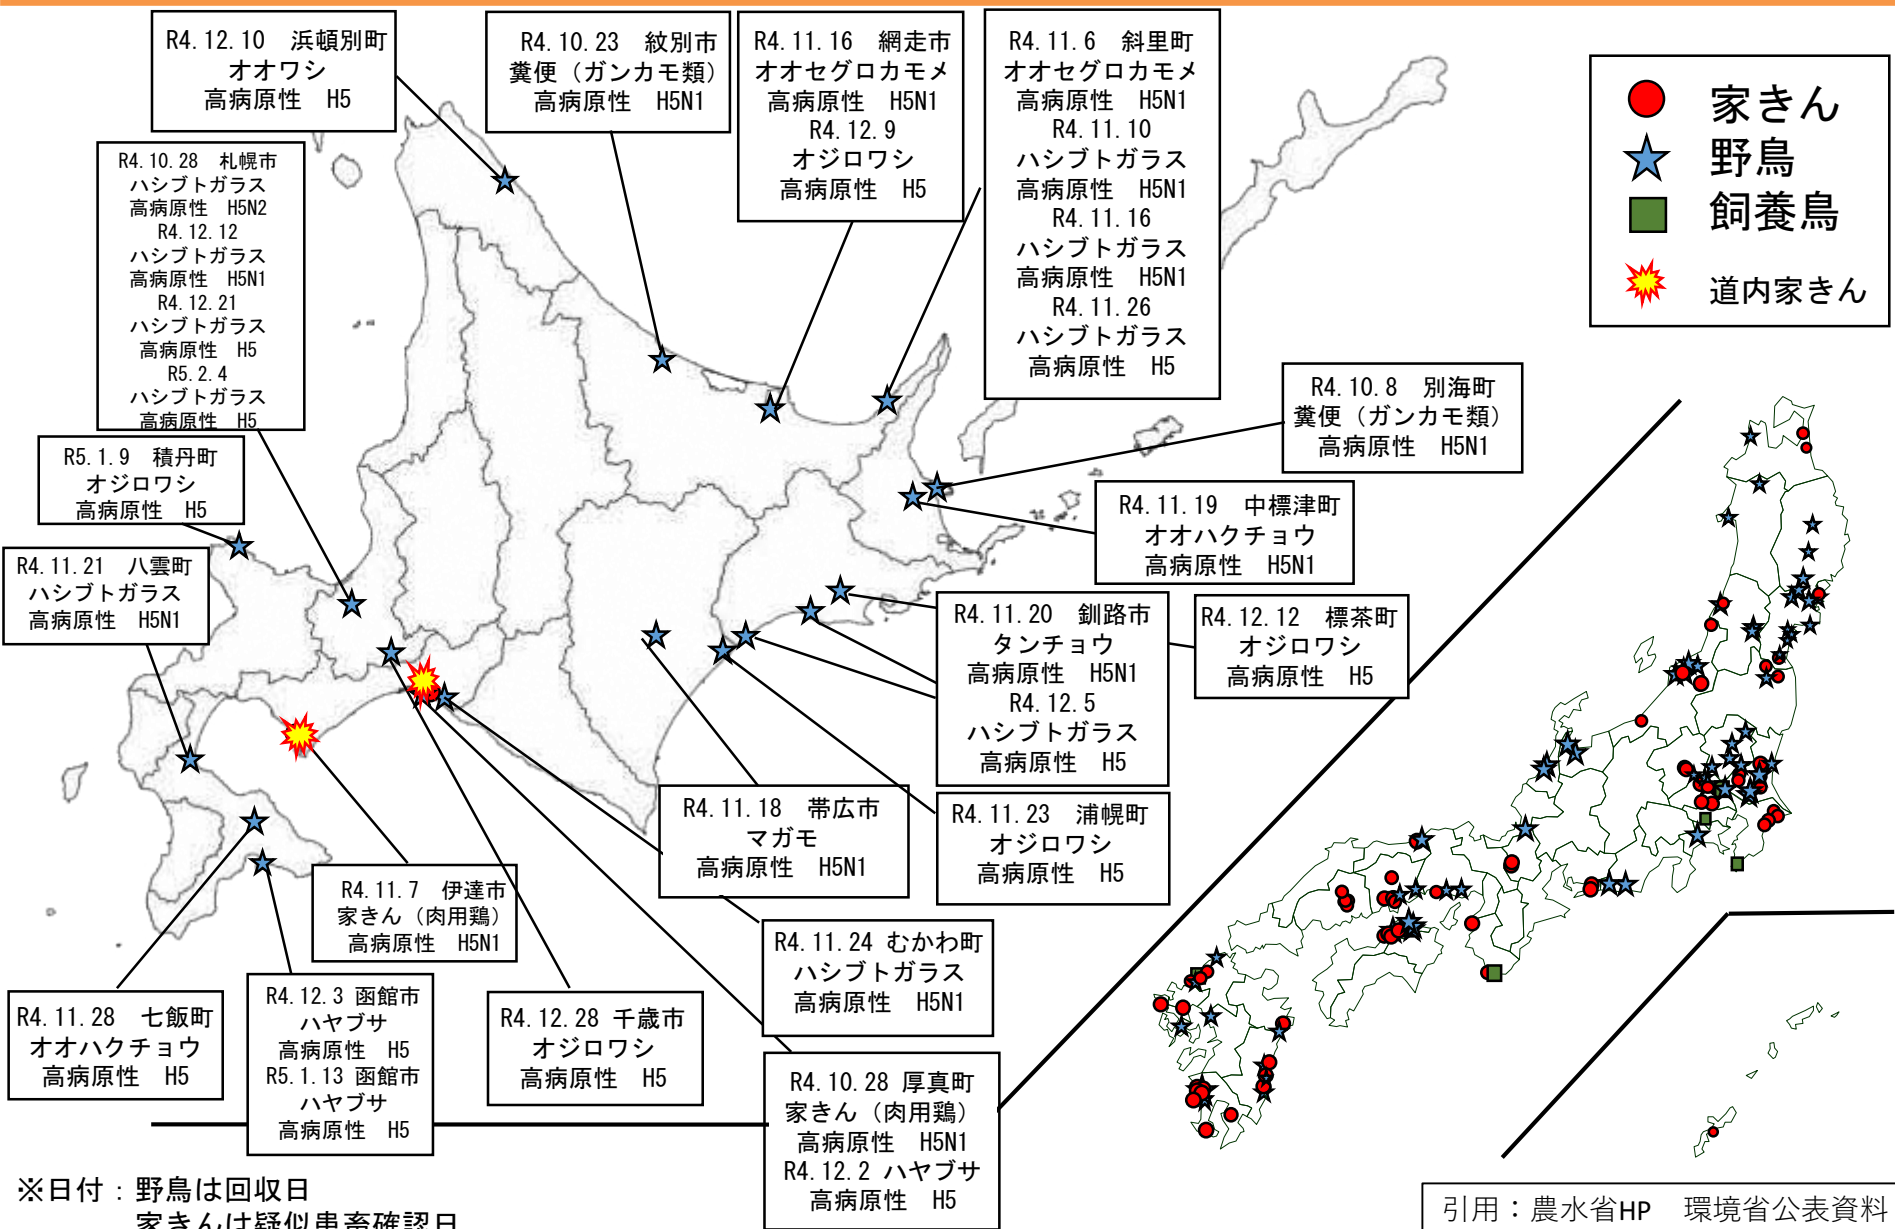 R4.12.10　浜頓別町
オオワシ
高病原性　H5
R4.10.23　紋別市
糞便（ガンカモ類）
高病原性　H5N1
R4.11.16　網走市
オオセグロカモメ
高病原性　H5N1
R4.12.9
オジロワシ
高病原性　H5
R4.11.6　斜里町
オオセグロカモメ
高病原性　H5N1
R4.11.10
ハシブトガラス
高病原性　H5N1
R4.11.16
ハシブトガラス
高病原性　H5N1
R4.11.26
ハシブトガラス
高病原性　H5
家きん
野鳥
飼養鳥
道内家きん
R4.10.28　札幌市
ハシブトガラス
高病原性　H5N2
R4.12.12
ハシブトガラス
高病原性　H5N1
R4.12.21
ハシブトガラス
高病原性　H5
R5.2.4
ハシブトガラス
高病原性　H5
R4.10.8　別海町
糞便（ガンカモ類）
高病原性　H5N1
R5.1.9　積丹町
オジロワシ
高病原性　H5
R4.11.19　中標津町
オオハクチョウ
高病原性　H5N1
R4.11.21　八雲町
ハシブトガラス
高病原性　H5N1
R4.11.20　釧路市
タンチョウ
高病原性　H5N1
R4.12.5
ハシブトガラス
高病原性　H5
R4.12.12　標茶町
オジロワシ
高病原性　H5
R4.11.18　帯広市
マガモ
高病原性　H5N1
R4.11.23　浦幌町
オジロワシ
高病原性　H5
R4.11.7　伊達市
家きん（肉用鶏）
高病原性　H5N1
R4.11.24 むかわ町
ハシブトガラス
高病原性　H5N1
R4.11.28　七飯町
オオハクチョウ
高病原性　H5
R4.12.3 函館市
ハヤブサ
高病原性　H5
R5.1.13 函館市
ハヤブサ
高病原性　H5
R4.12.28 千歳市
オジロワシ
高病原性　H5
R4.10.28 厚真町
家きん（肉用鶏）
高病原性　H5N1
R4.12.2 ハヤブサ
高病原性　H5
※日付：野鳥は回収日
家きんは疑似患畜確認日
引用：農水省HP　環境省公表資料